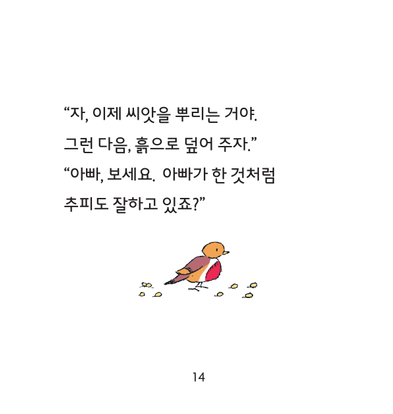 “자, 이제 씨앗을 뿌리는 거야.
그런 다음, 흙으로 덮어 주자.”
“아빠, 보세요. 아빠가 한 것처럼
추피도 잘하고 있죠?”
14